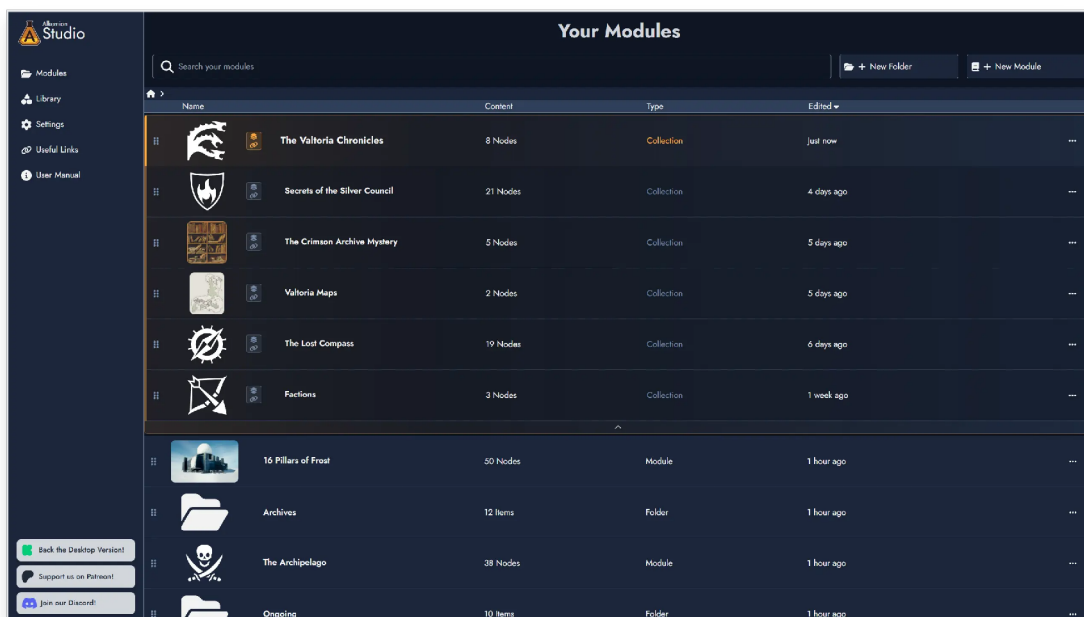 Alkemion
Studio
Your Modules
Search your modules
+ New Folder
+ New Module
Modules
Library
Settings
Useful Links
User Manual
Name Content Type Edited
The Valtoria Chronicles 8 Nodes Collection Just now
Secrets of the Silver Council 21 Nodes Collection 4 days ago
The Crimson Archive Mystery 5 Nodes Collection 5 days ago
Valtoria Maps 2 Nodes Collection 5 days ago
The Lost Compass 19 Nodes Collection 6 days ago
Factions 3 Nodes Collection 1 week ago
16 Pillars of Frost 50 Nodes Module 1 hour ago
Archives 12 Items Folder 1 hour ago
The Archipelago 38 Nodes Module 1 hour ago
Ongoing 10 Items Folder 1 hour ago
Back the Desktop Version!
Support us on Patreon!
Join our Discord!